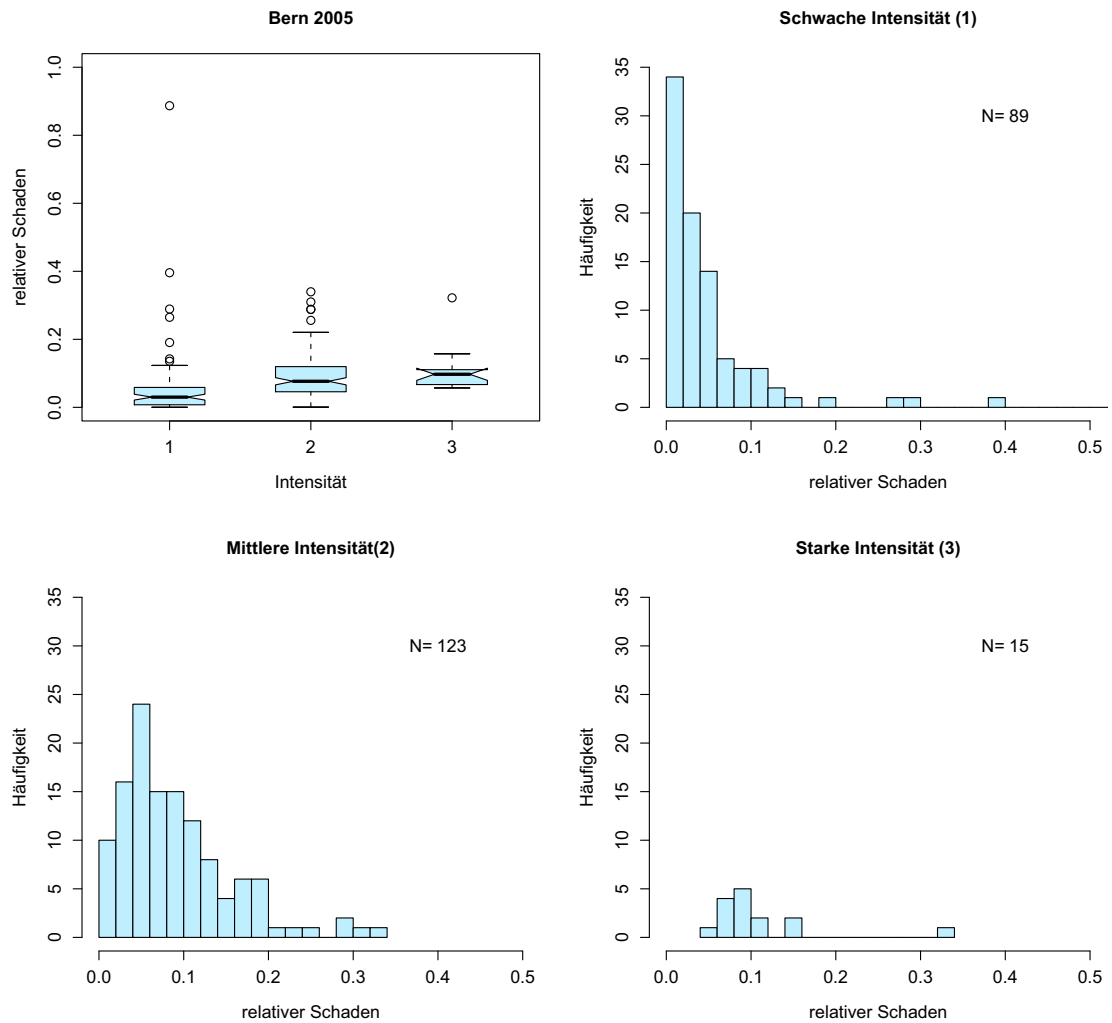 Bern 2005
relativer Schaden
0.0 0.2 0.4 0.6 0.8 1.0
1 2 3
Intensität
Schwache Intensität (1)
Häufigkeit
0 5 10 15 20 25 30 35
N= 89
0.0 0.1 0.2 0.3 0.4 0.5
relativer Schaden
Mittlere Intensität(2)
Häufigkeit
0 5 10 15 20 25 30 35
N= 123
0.0 0.1 0.2 0.3 0.4 0.5
relativer Schaden
Starke Intensität (3)
Häufigkeit
0 5 10 15 20 25 30 35
N= 15
0.0 0.1 0.2 0.3 0.4 0.5
relativer Schaden